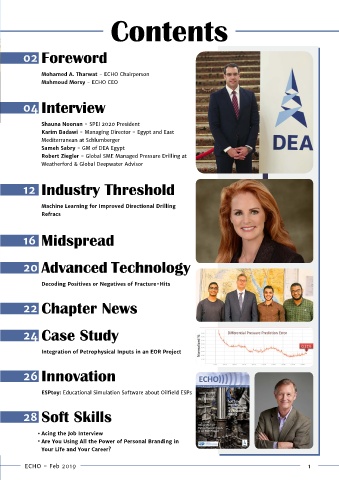 Contents
02 Foreword
Mohamed A. Tharwat - ECHO Chairperson
Mahmoud Morsy - ECHO CEO
04 Interview
Shauna Noonan - SPEI 2020 President
Karim Badawi - Managing Director - Egypt and East
Mediterranean at Schlumberger
Sameh Sabry - GM of DEA Egypt
Robert Ziegler - Global SME Managed Pressure Drilling at
Weatherford & Global Deepwater Advisor
DEA
12 Industry Threshold
Machine Learning for Improved Directional Drilling
Refracs
16 Midspread
20 Advanced Technology
Decoding Positives or Negatives of Fracture-Hits
22 Chapter News
24 Case Study
Integration of Petrophysical Inputs in an EOR Project
Differential Pressure Prediction Error
26 Innovation
ESPtoy: Educational Simulation Software about Oilfield ESPs
ECHO
28 Soft Skills
• Acing the Job Interview
• Are You Using All the Power of Personal Branding in
Your Life and Your Career?
ECHO - Feb 2019
1